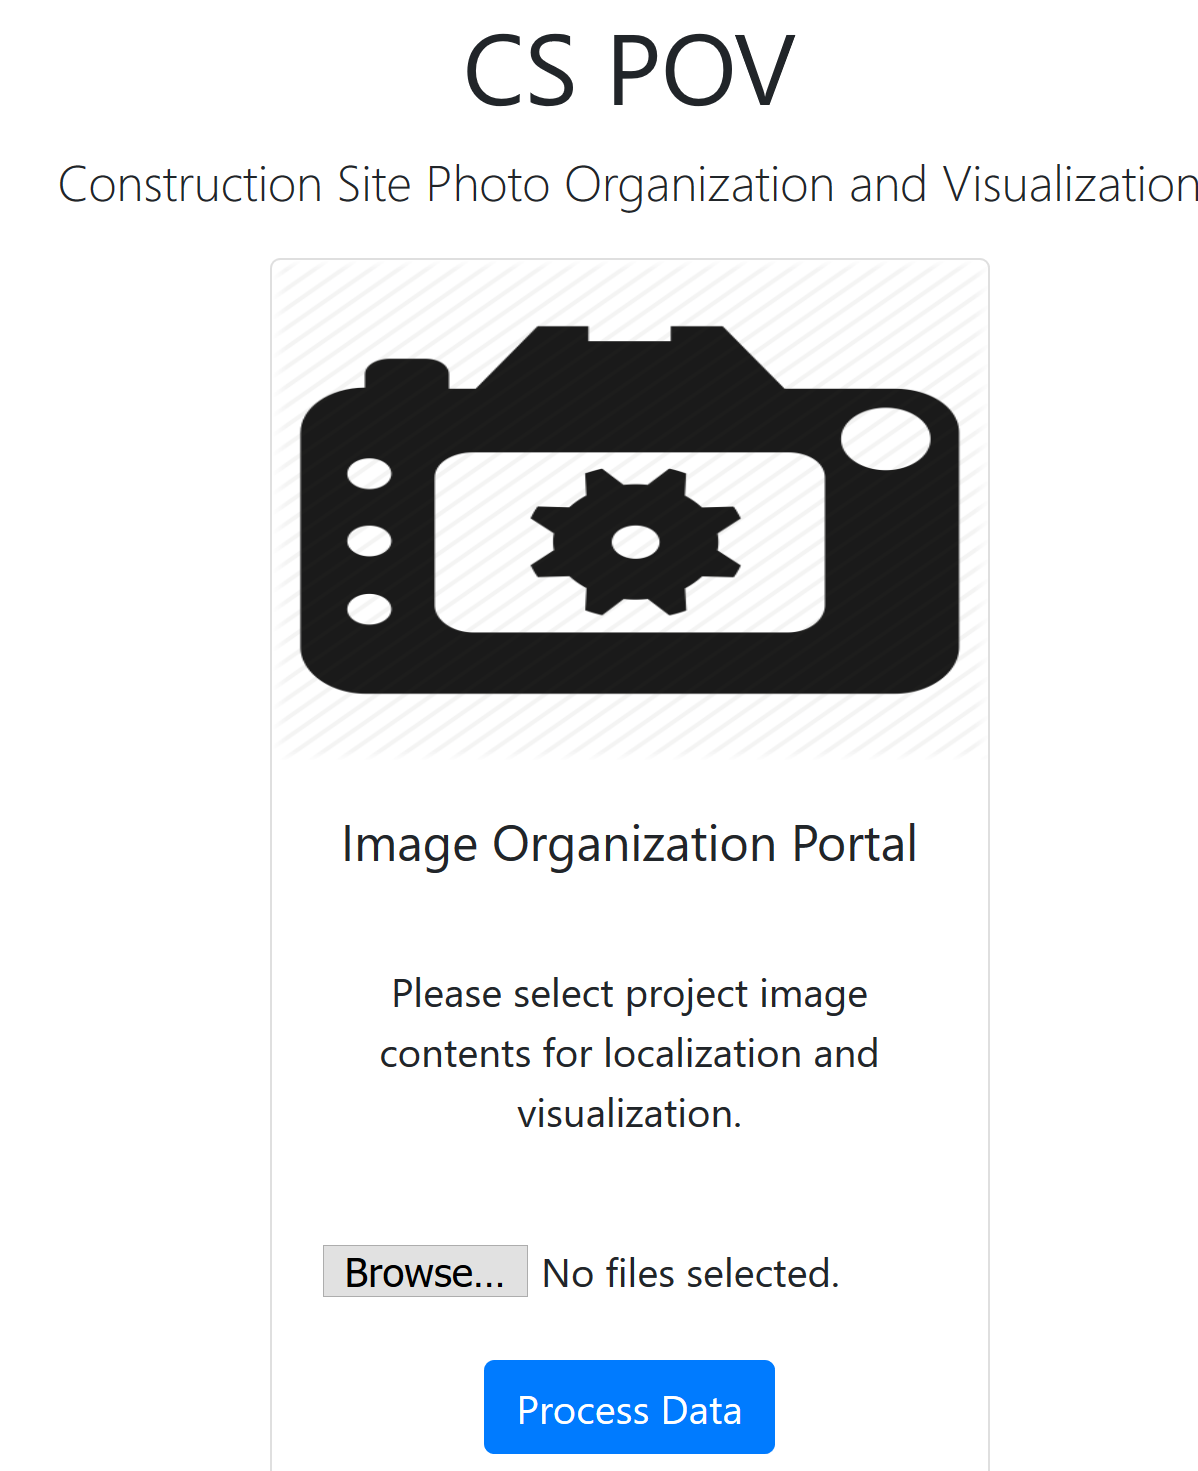 CS POV
Construction Site Photo Organization and Visualization
Image Organization Portal
Please select project image
contents for localization and
visualization.
Browse... No files selected.
Process Data